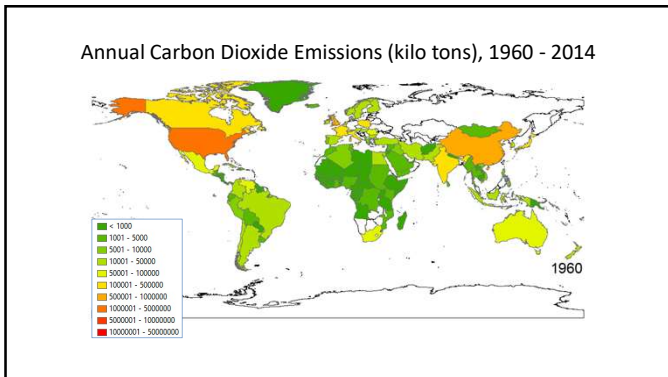 Annual Carbon Dioxide Emissions (kilo tons), 1960 - 2014
< 1000
1001 - 5000
5001 - 10000
10001 - 50000
50001 - 100000
100001 - 500000
500001 - 1000000
1000001 - 5000000
5000001 - 10000000
10000001 - 50000000
1960